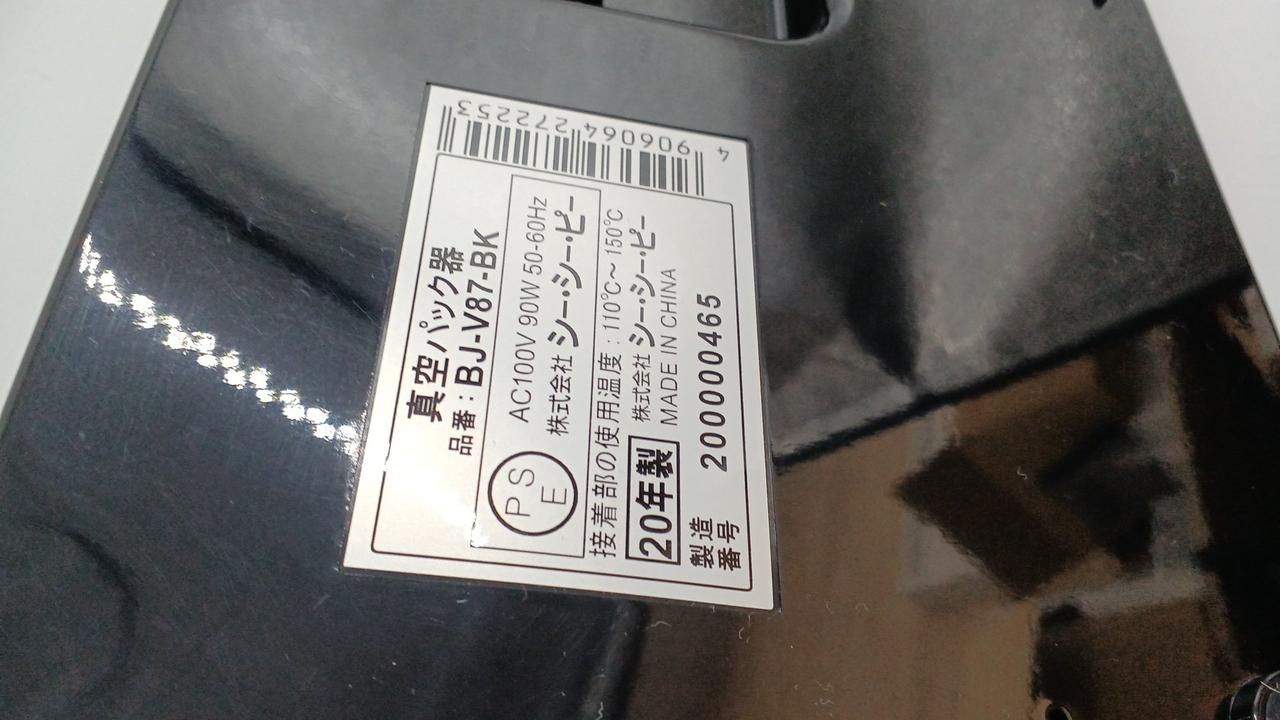 真空パック器
品番：BJ-V87-BK
PSE
AC100V 90W 50-60Hz
株式会社 シー・シー・ピー
接着部の使用温度：110℃～150℃
20年製
株式会社 シー・シー・ピー
MADE IN CHINA
製造番号 200000465
4 906064 272253